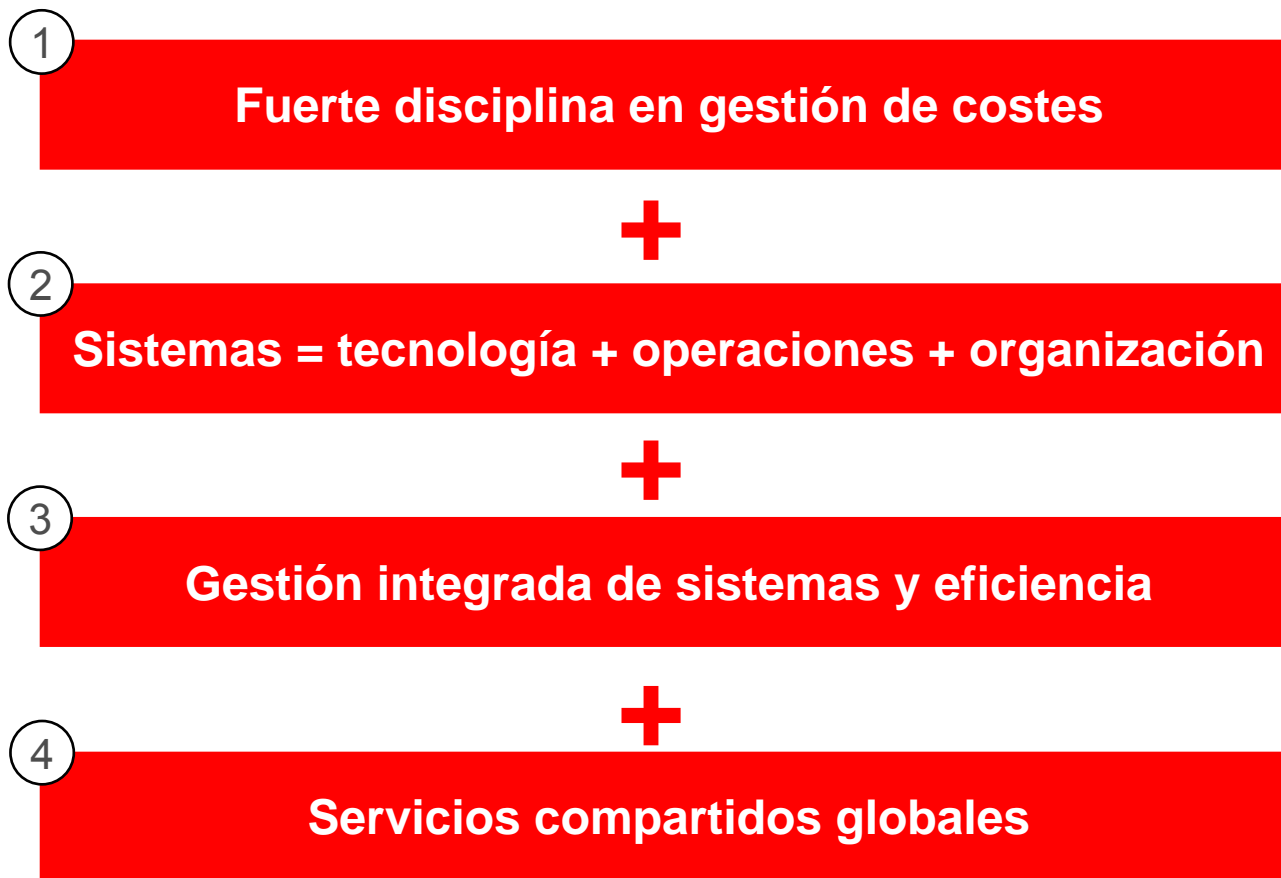 1
Fuerte disciplina en gestión de costes
+
2
Sistemas = tecnología + operaciones + organización
+
3
Gestión integrada de sistemas y eficiencia
+
4
Servicios compartidos globales